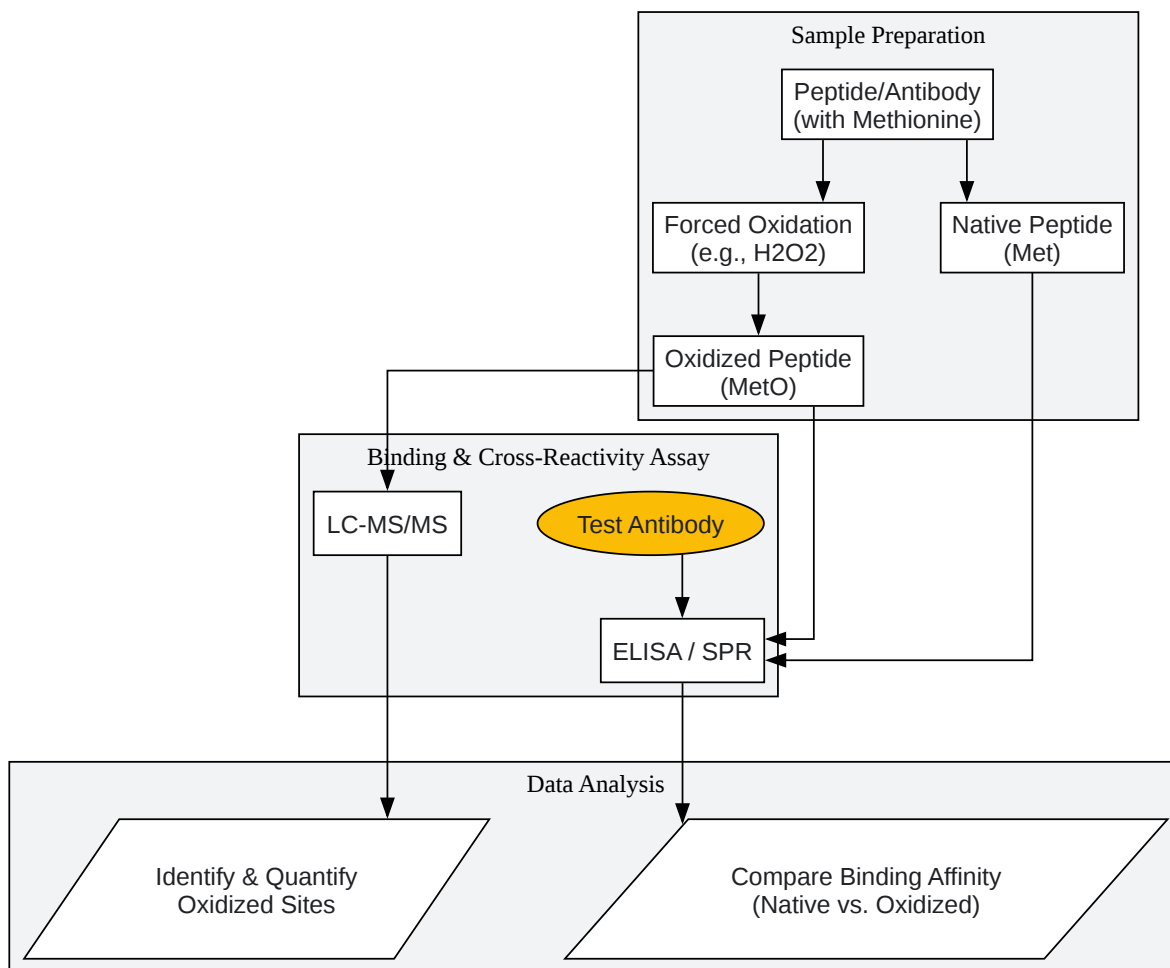 Sample Preparation
Peptide/Antibody
(with Methionine)
Forced Oxidation
(e.g., H2O2)
Native Peptide
(Met)
Oxidized Peptide
(MetO)
Binding & Cross-Reactivity Assay
LC-MS/MS
Test Antibody
ELISA / SPR
Data Analysis
Identify & Quantify
Oxidized Sites
Compare Binding Affinity
(Native vs. Oxidized)